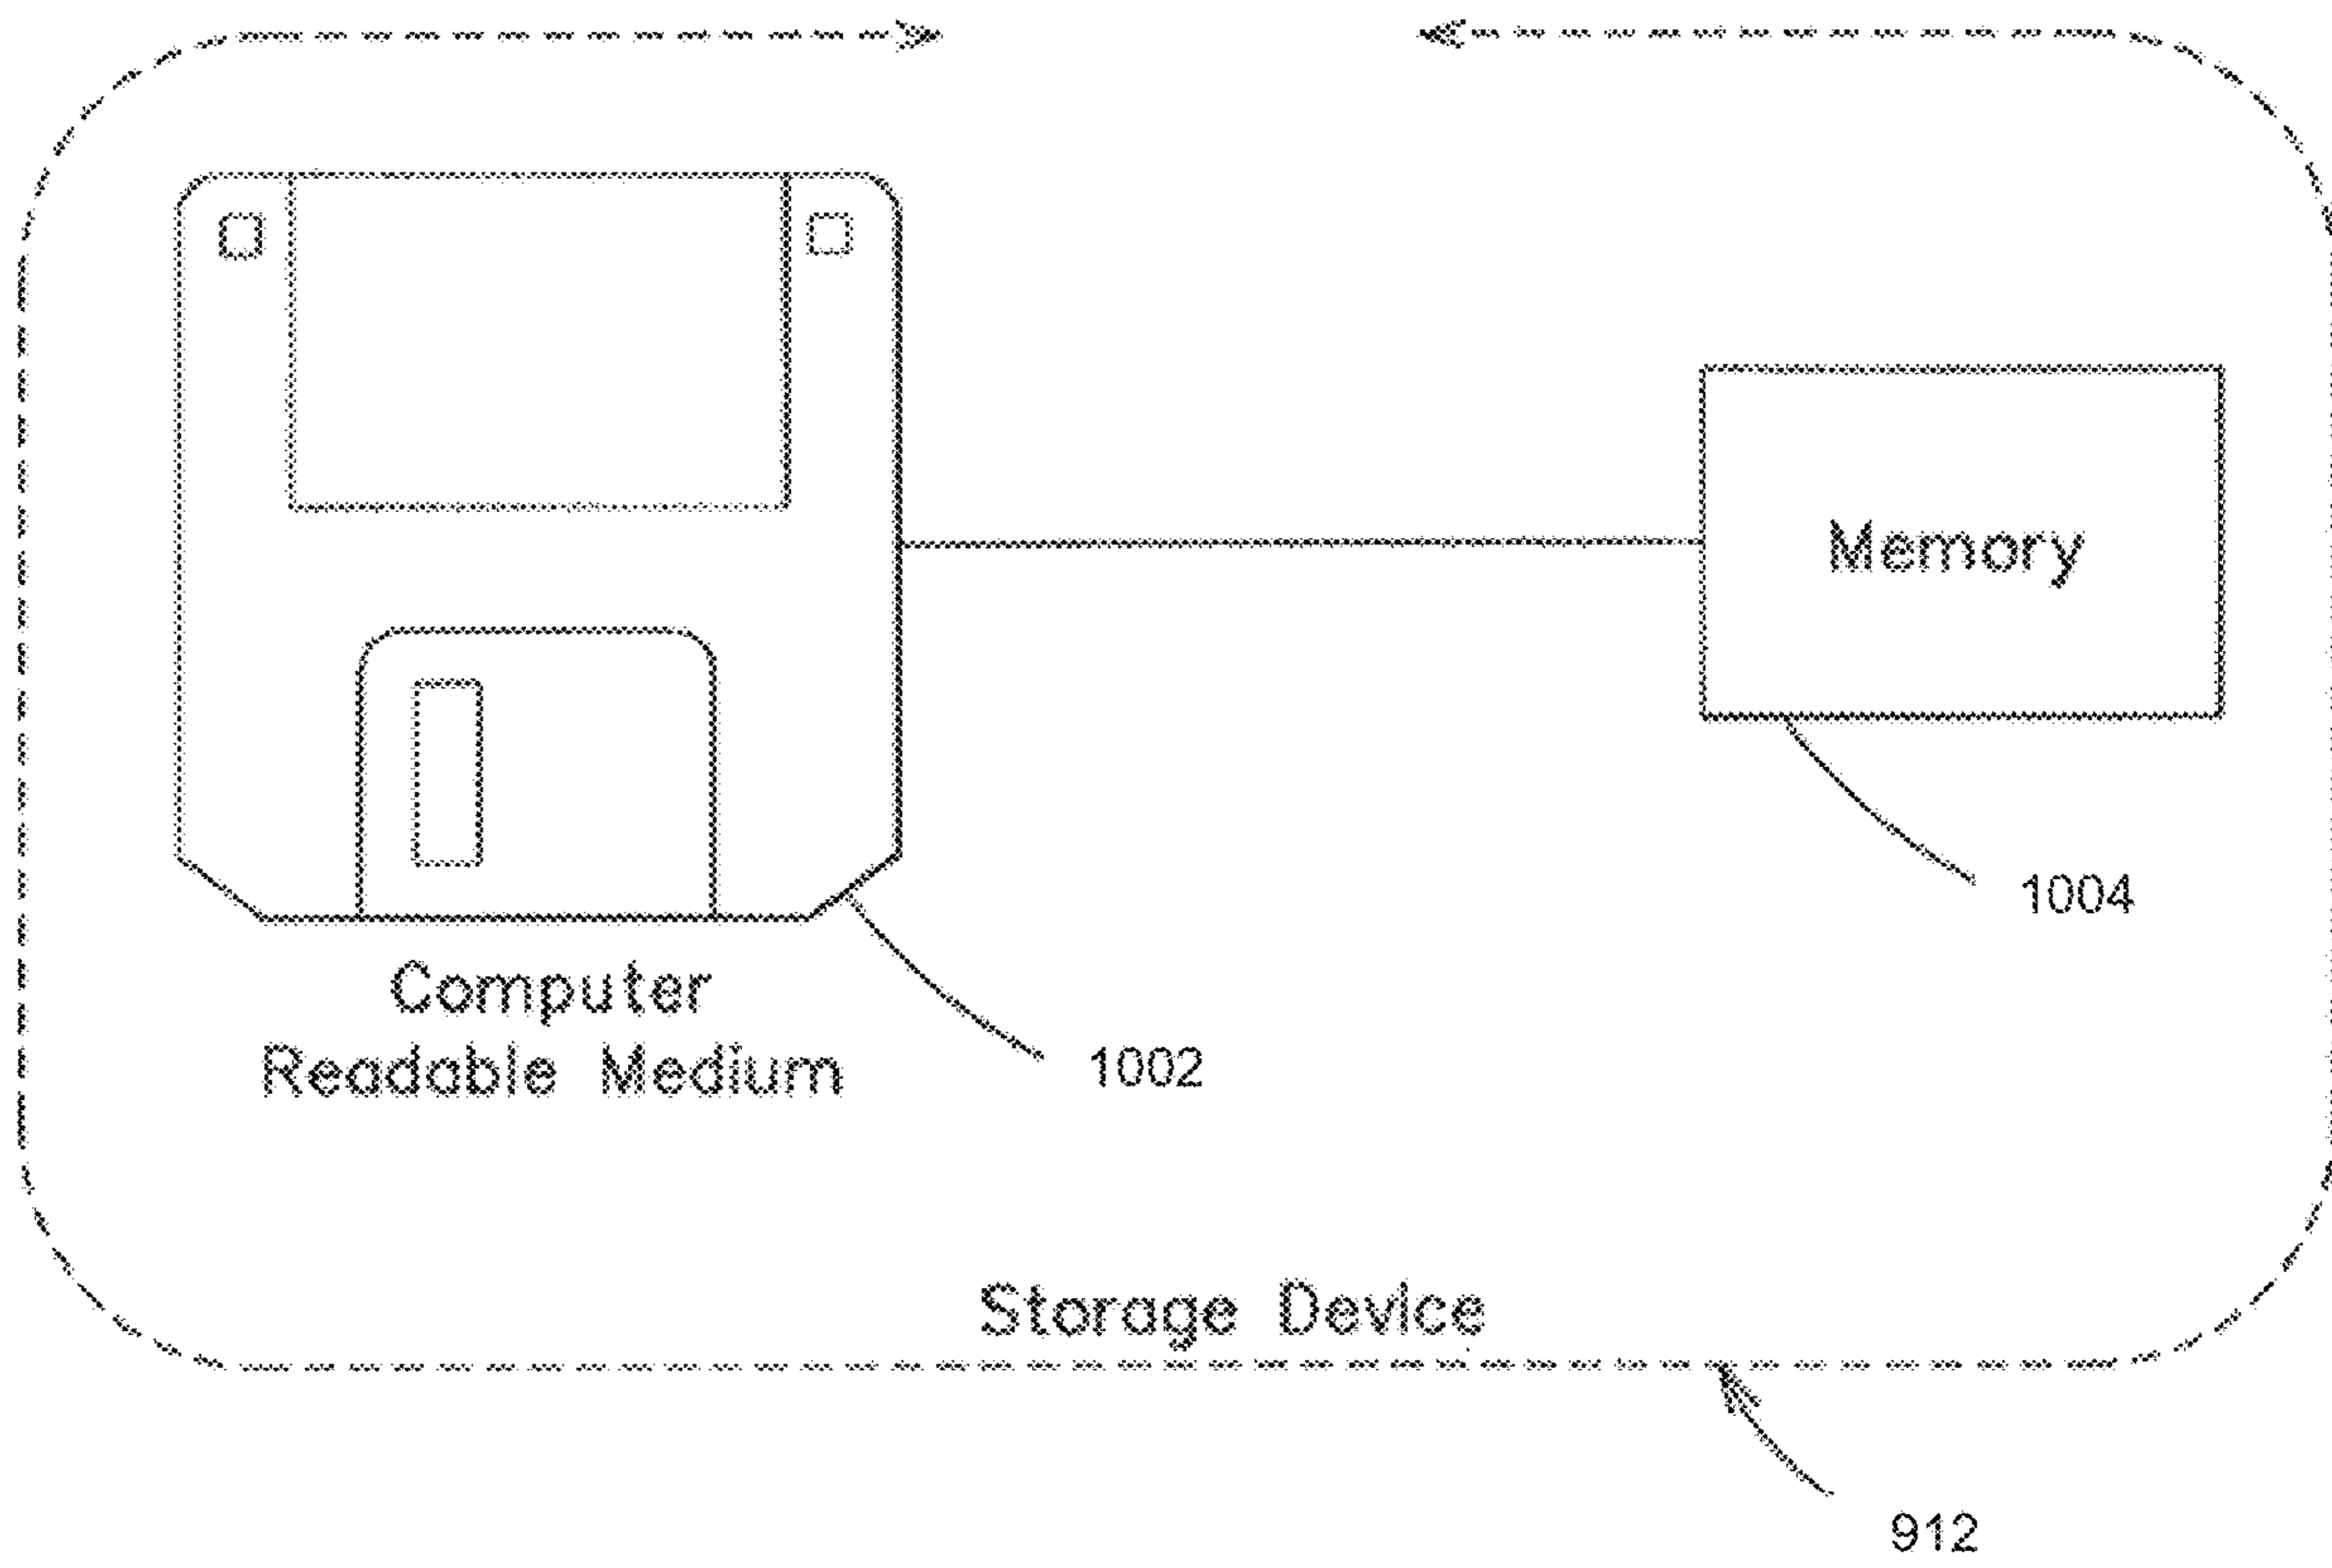 Memory
1004
Computer
Readable Medium
1002
Storage Device
912